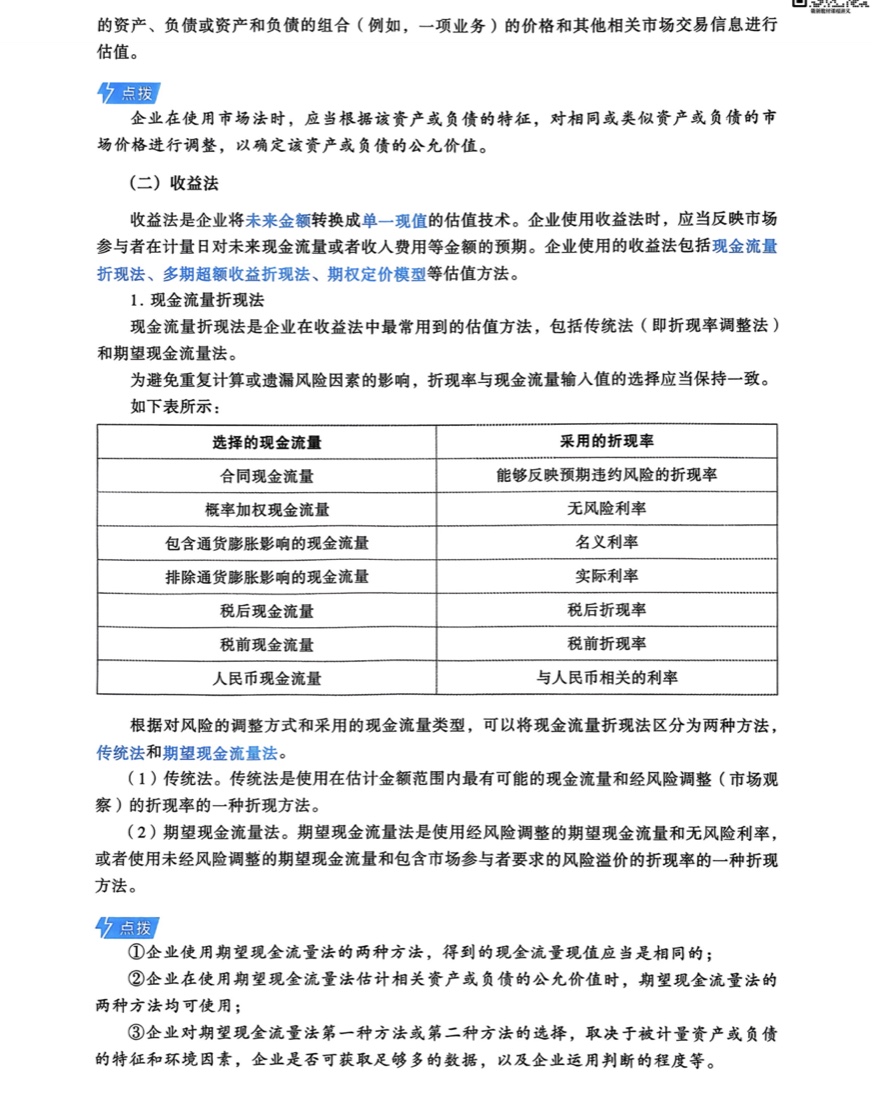 的资产、负债或资产和负债的组合（例如，一项业务）的价格和其他相关市场交易信息进行
估值。
点拨
企业在使用市场法时，应当根据该资产或负债的特征，对相同或类似资产或负债的市
场价格进行调整，以确定该资产或负债的公允价值。
（二）收益法
收益法是企业将未来金额转换成单一现值的估值技术。企业使用收益法时，应当反映市场
参与者在计量日对未来现金流量或者收入费用等金额的预期。企业使用的收益法包括现金流量
折现法、多期超额收益折现法、期权定价模型等估值方法。
1. 现金流量折现法
现金流量折现法是企业在收益法中最常用到的估值方法，包括传统法（即折现率调整法）
和期望现金流量法。
为避免重复计算或遗漏风险因素的影响，折现率与现金流量输入值的选择应当保持一致。
如下表所示：
选择的现金流量 采用的折现率
合同现金流量 能够反映预期违约风险的折现率
概率加权现金流量 无风险利率
包含通货膨胀影响的现金流量 名义利率
排除通货膨胀影响的现金流量 实际利率
税后现金流量 税后折现率
税前现金流量 税前折现率
人民币现金流量 与人民币相关的利率
根据对风险的调整方式和采用的现金流量类型，可以将现金流量折现法区分为两种方法，
传统法和期望现金流量法。
（1）传统法。传统法是使用在估计金额范围内最有可能的现金流量和经风险调整（市场观
察）的折现率的一种折现方法。
（2）期望现金流量法。期望现金流量法是使用经风险调整的期望现金流量和无风险利率，
或者使用未经风险调整的期望现金流量和包含市场参与者要求的风险溢价的折现率的一种折现
方法。
点拨
①企业使用期望现金流量法的两种方法，得到的现金流量现值应当是相同的；
②企业在使用期望现金流量法估计相关资产或负债的公允价值时，期望现金流量法的
两种方法均可使用；
③企业对期望现金流量法第一种方法或第二种方法的选择，取决于被计量资产或负债
的特征和环境因素，企业是否可获取足够多的数据，以及企业运用判断的程度等。